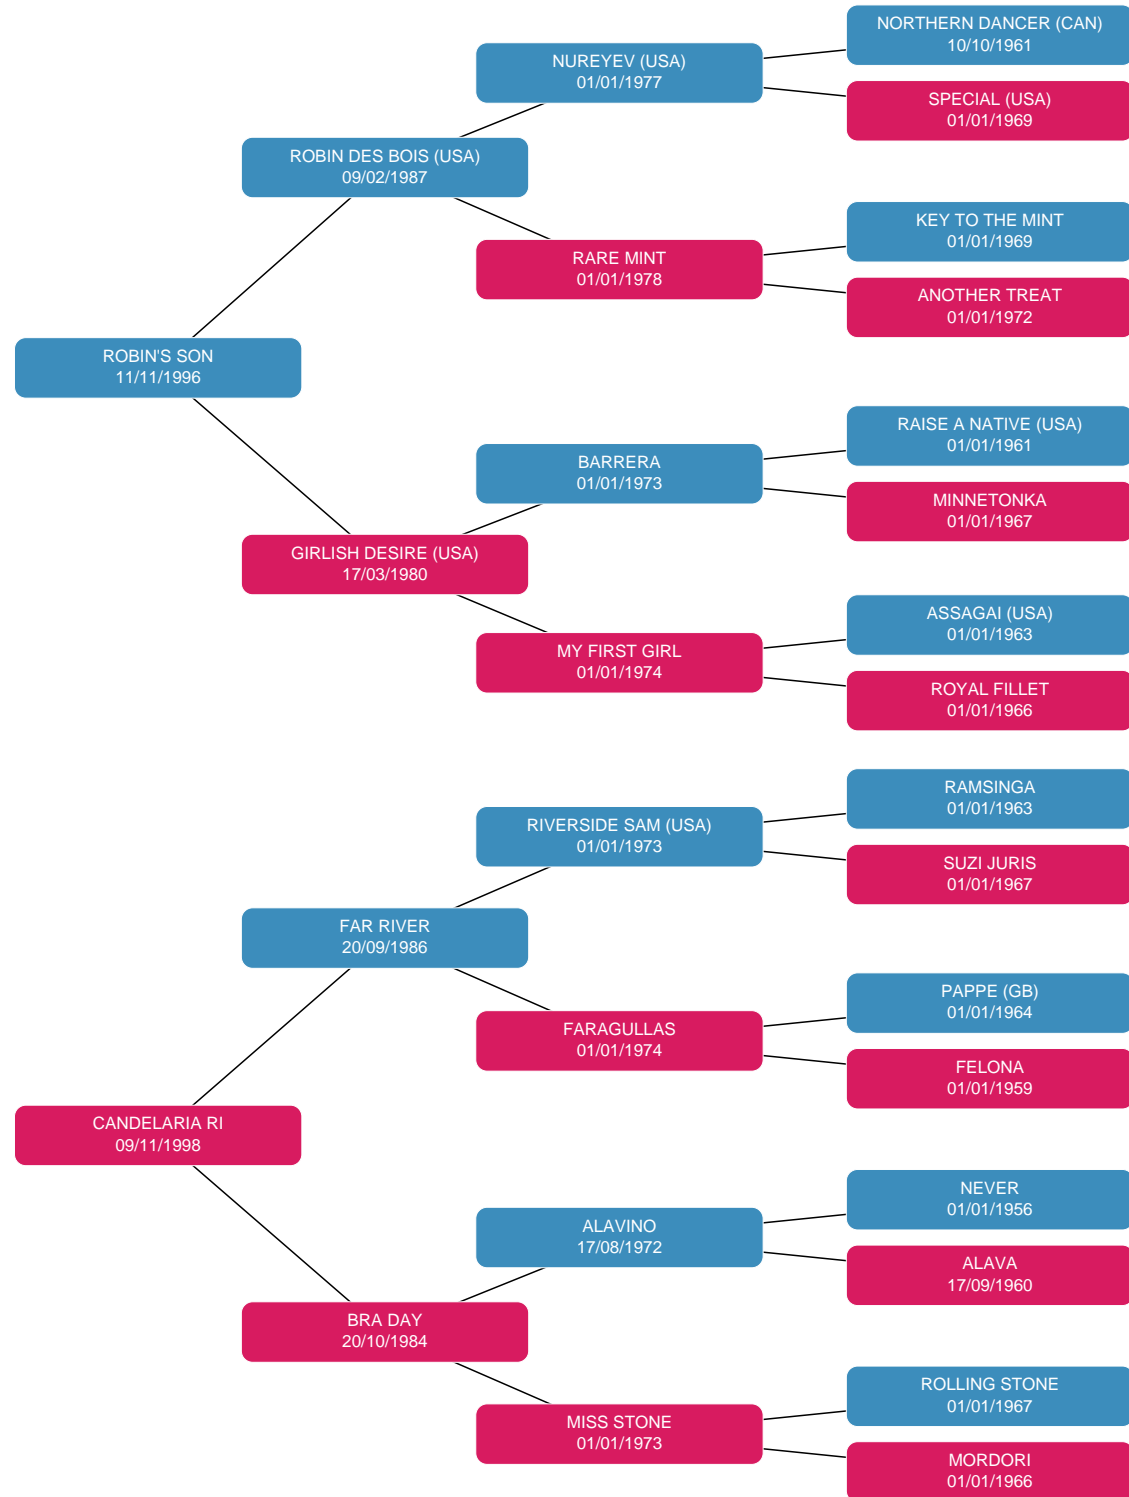 NORTHERN DANCER (CAN)
10/10/1961
NUREYEV (USA)
01/01/1977
SPECIAL (USA)
01/01/1969
ROBIN DES BOIS (USA)
09/02/1987
KEY TO THE MINT
01/01/1969
RARE MINT
01/01/1978
ANOTHER TREAT
01/01/1972
ROBIN'S SON
11/11/1996
RAISE A NATIVE (USA)
01/01/1961
BARRERA
01/01/1973
MINNETONKA
01/01/1967
GIRLISH DESIRE (USA)
17/03/1980
ASSAGAI (USA)
01/01/1963
MY FIRST GIRL
01/01/1974
ROYAL FILLET
01/01/1966
RAMSINGA
01/01/1963
RIVERSIDE SAM (USA)
01/01/1973
SUZI JURIS
01/01/1967
FAR RIVER
20/09/1986
PAPPE (GB)
01/01/1964
FARAGULLAS
01/01/1974
FELONA
01/01/1959
CANDELARIA RI
09/11/1998
NEVER
01/01/1956
ALAVINO
17/08/1972
ALAVA
17/09/1960
BRA DAY
20/10/1984
ROLLING STONE
01/01/1967
MISS STONE
01/01/1973
MORDORI
01/01/1966